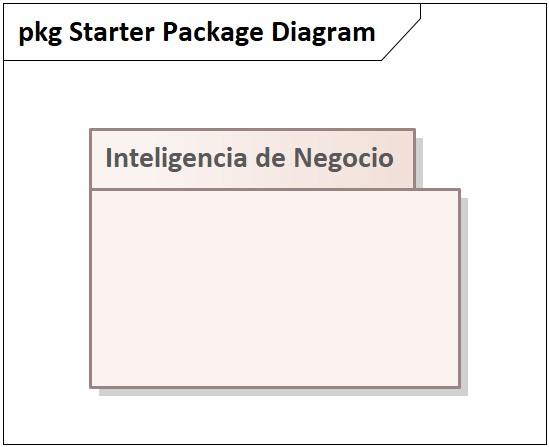 pkg Starter Package Diagram
Inteligencia de Negocio